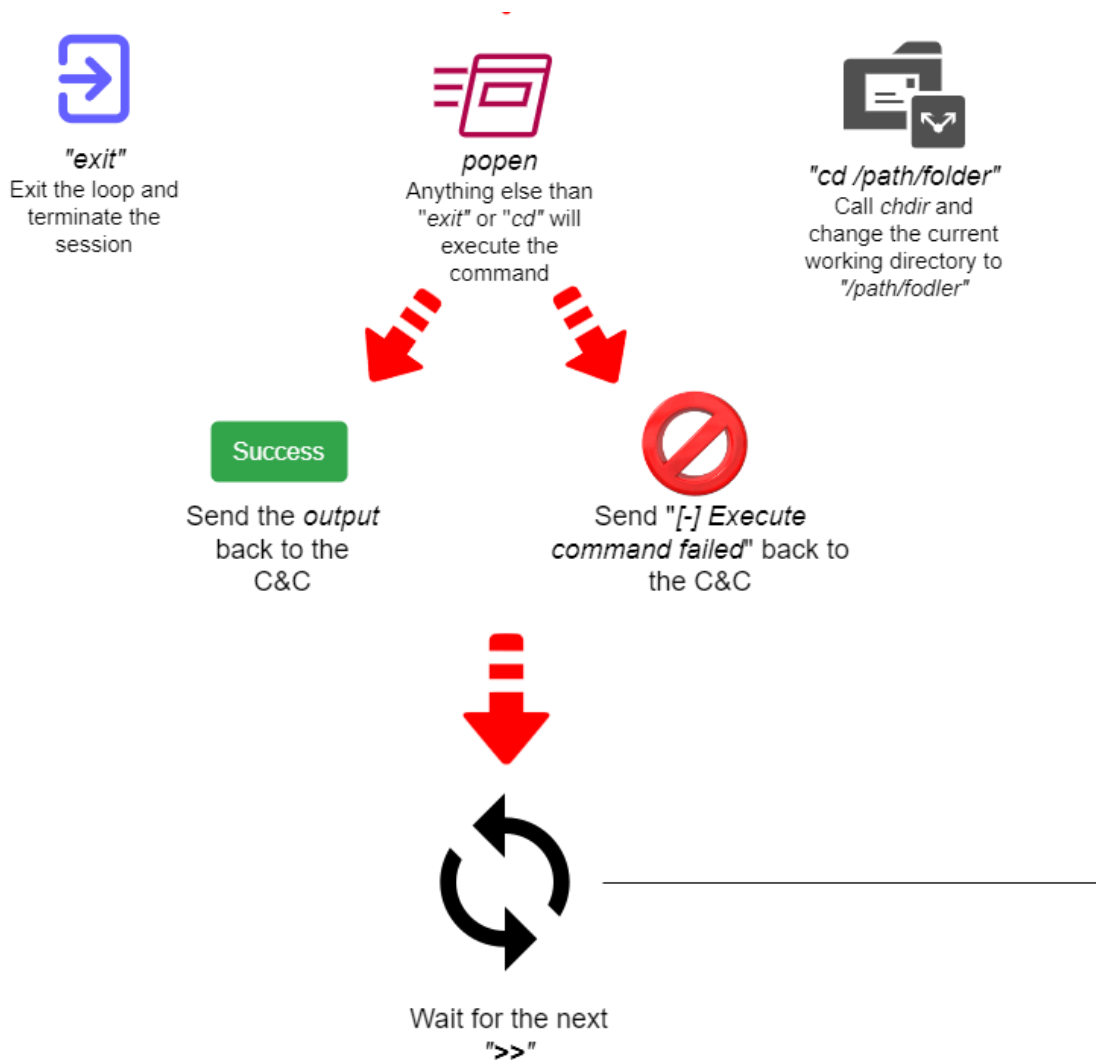 "exit"
Exit the loop and
terminate the
session
popen
Anything else than
"exit" or "cd" will
execute the
command
"cd /path/folder"
Call chdir and
change the current
working directory to
"/path/fodler"
Success
Send the output
back to the
C&C
Send "[-] Execute
command failed" back to
the C&C
Wait for the next
">>"